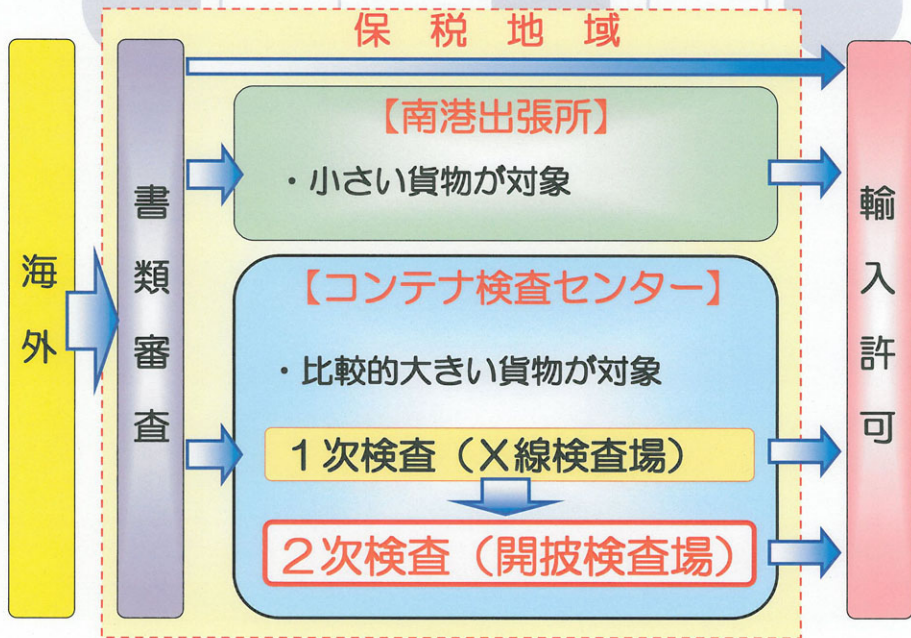 保税地域
海外
書類審査
【南港出張所】
・小さい貨物が対象
【コンテナ検査センター】
・比較的大きい貨物が対象
1次検査(X線検査場)
2次検査(開披検査場)
輸入許可